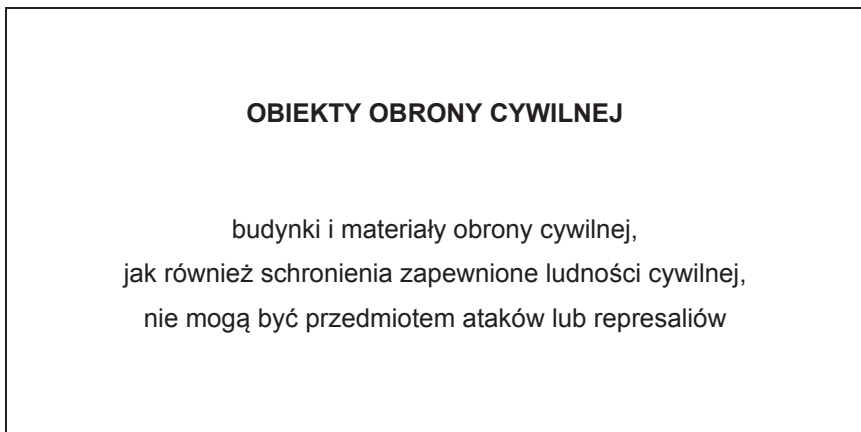 OBIEKTY OBRONY CYWILNEJ
budynki i materiały obrony cywilnej,
jak również schronienia zapewnione ludności cywilnej,
nie mogą być przedmiotem ataków lub represaliów